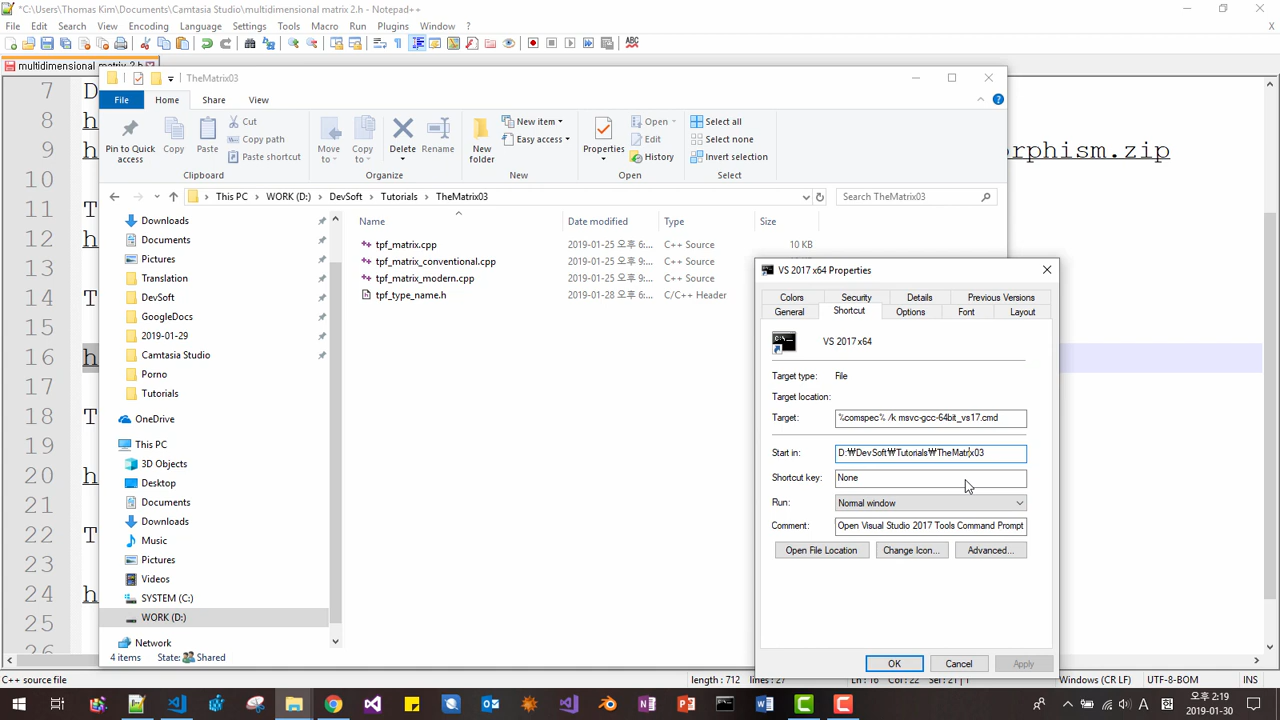 *C:\Users\Thomas Kim\Documents\Camtasia Studio\multidimensional matrix 2.h - Notepad++
File Edit Search View Encoding Language Settings Tools Macro Run Plugins Window ?
multidimensional matrix 2.h
TheMatrix03
File Home Share View
Pin to Quick access
Copy
Paste
Cut
Copy path
Paste shortcut
Clipboard
Move to
Copy to
Delete
Rename
Organize
New folder
New item
Easy access
New
Properties
Open
Edit
History
Open
Select all
Select none
Invert selection
Select
This PC > WORK (D:) > DevSoft > Tutorials > TheMatrix03
Search TheMatrix03
Downloads
Documents
Pictures
Translation
DevSoft
GoogleDocs
2019-01-29
Camtasia Studio
Porno
Tutorials
OneDrive
This PC
3D Objects
Desktop
Documents
Downloads
Music
Pictures
Videos
SYSTEM (C:)
WORK (D:)
Network
Name Date modified Type Size
tpf_matrix.cpp 2019-01-25 오후 6:... C++ Source 10 KB
tpf_matrix_conventional.cpp 2019-01-25 오후 6:... C++ Source
tpf_matrix_modern.cpp 2019-01-25 오후 6:... C++ Source
tpf_type_name.h 2019-01-28 오후 6:... C/C++ Header
4 items State: Shared
VS 2017 x64 Properties
Colors Security Details Previous Versions
General Shortcut Options Font Layout
VS 2017 x64
Target type: File
Target location:
Target: %comspec% /k msvc-gcc-64bit_vs17.cmd
Start in: D:₩DevSoft₩Tutorials₩TheMatrix03
Shortcut key: None
Run: Normal window
Comment: Open Visual Studio 2017 Tools Command Prompt
Open File Location Change Icon... Advanced...
OK Cancel Apply
7 D
8 h
9 h orphism.zip
10
11 T
12 h
13
14 T
15
16 h
17
18 T
19
20 h
21
22 T
23
24 h
25
26
C++ source file length : 712 lines : 27 Ln : 16 Col : 22 Sel : 21 | 1 Windows (CR LF) UTF-8-BOM INS
A 한 오후 2:19
2019-01-30